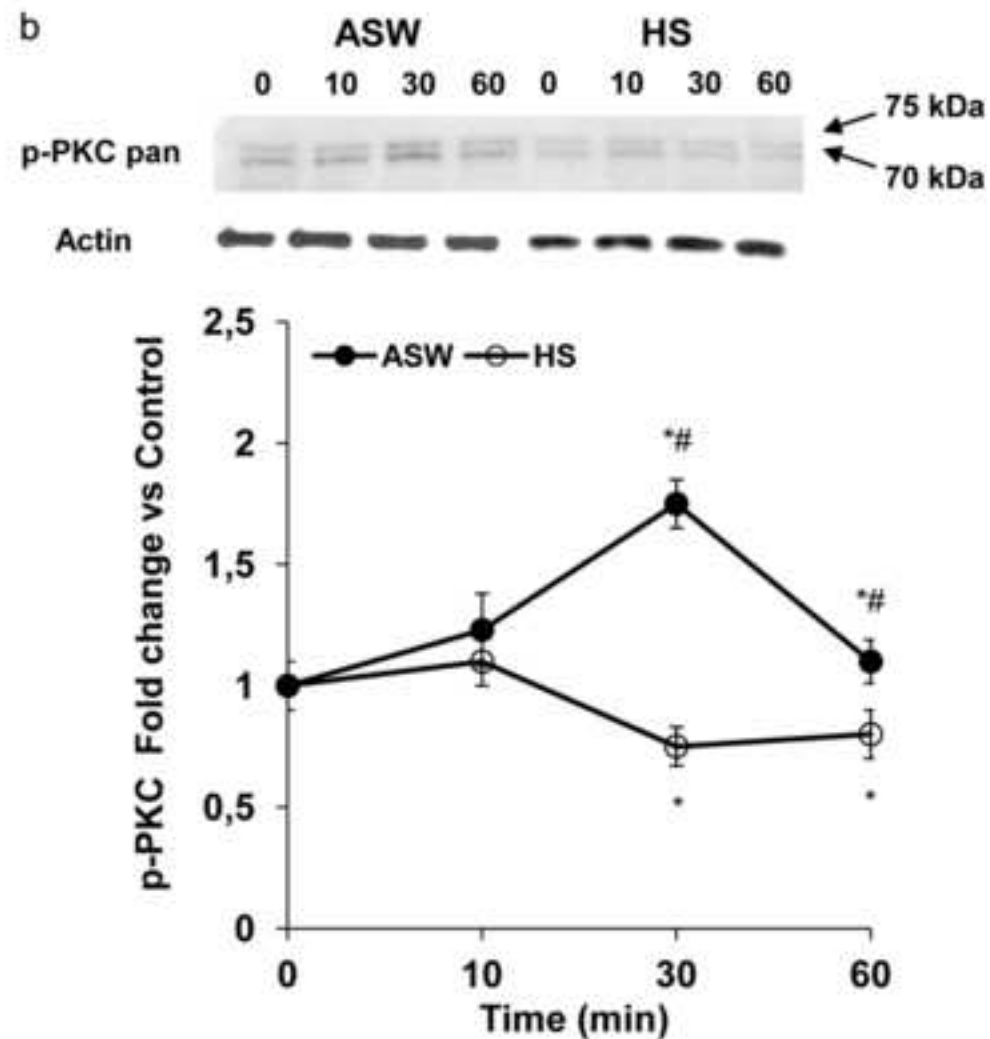 b
ASW HS
0 10 30 60 0 10 30 60
75 kDa
p-PKC pan
70 kDa
Actin
2,5
ASW HS
2
*#
1,5
*#
1
0,5
*
*
0
0 10 30 60
Time (min)
p-PKC Fold change vs Control